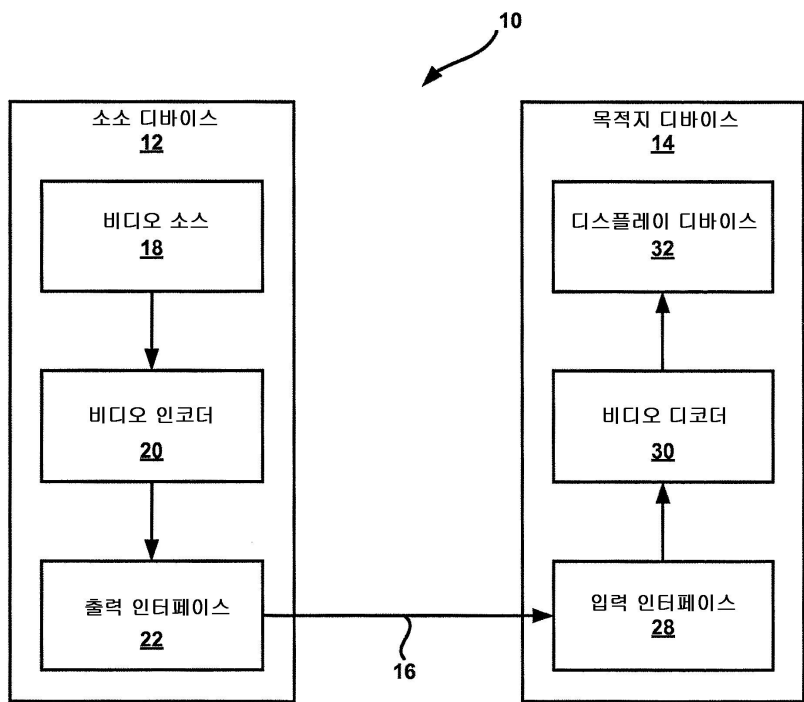 10
소소 디바이스
12
비디오 소스
18
비디오 인코더
20
출력 인터페이스
22
16
목적지 디바이스
14
디스플레이 디바이스
32
비디오 디코더
30
입력 인터페이스
28